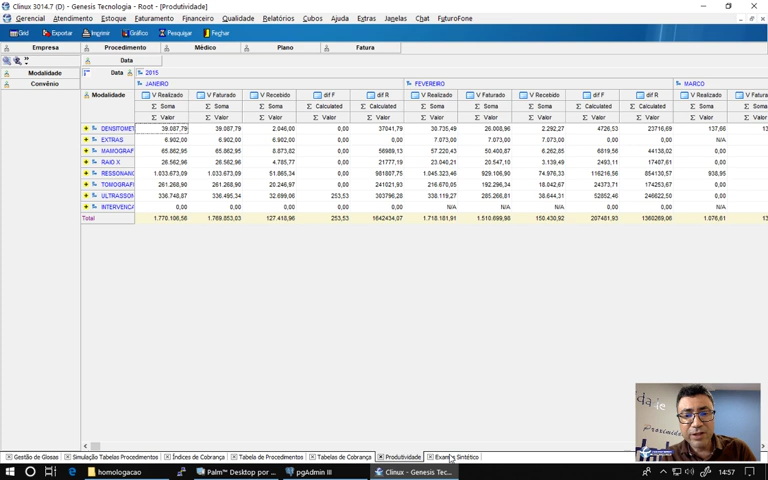 Clinux 3014.7 (D) - Genesis Tecnologia - Root - [Produtividade]
Gerencial Atendimento Estoque Faturamento Financeiro Qualidade Relatórios Cubos Ajuda Extras Janelas Chat FuturoFone
Grid Exportar Imprimir Gráfico Pesquisar Fechar
Empresa Procedimento Médico Plano Fatura
Data
Modalidade Data 2015
Convênio JANEIRO FEVEREIRO MARCO
Modalidade V Realizado V Faturado V Recebido dif F dif R V Realizado V Faturado V Recebido dif F dif R V Realizado V Fatura
Σ Soma Σ Soma Σ Soma Σ Calculated Σ Calculated Σ Soma Σ Soma Σ Soma Σ Calculated Σ Calculated Σ Soma Σ Som
Σ Valor Σ Valor Σ Valor Σ Valor Σ Valor Σ Valor Σ Valor Σ Valor Σ Valor Σ Valor Σ Valor Σ Valo
DENSITOMET 39.087,79 39.087,79 2.046,00 0,00 37041,79 30.735,49 26.008,96 2.292,27 4726,53 23716,69 137,66 13
EXTRAS 6.902,00 6.902,00 0,00 0,00 0,00 7.073,00 7.073,00 0,00 0,00 0,00 N/A
MAMOGRAF 65.862,95 65.862,95 8.873,82 0,00 56989,13 57.220,43 50.400,87 6.262,85 6819,56 44138,02 0,00
RAIO X 26.562,96 26.562,96 4.785,77 0,00 21777,19 23.040,21 20.547,10 3.139,49 2493,11 17407,61 0,00
RESSONANC 1.033.673,09 1.033.673,09 51.865,34 0,00 981807,75 1.045.323,46 929.106,90 74.976,33 116216,56 854130,57 938,95
TOMOGRAFI 261.268,90 261.268,90 20.246,97 0,00 241021,93 216.670,05 192.296,34 18.042,67 24373,71 174253,67 0,00
ULTRASSON 336.748,87 336.495,34 32.699,06 253,53 303796,28 338.118,27 285.266,81 38.644,31 52852,46 246622,50 0,00
INTERVENCA 0,00 0,00 0,00 0,00 0,00 N/A N/A N/A 0,00 0,00 N/A
Total 1.770.106,56 1.769.853,03 127.418,96 253,53 1642434,07 1.718.181,91 1.510.699,98 150.430,92 207481,93 1360269,06 1.076,61 13
Gestão de Glosas Simulação Tabelas Procedimentos Índices de Cobrança Tabela de Procedimentos Tabelas de Cobrança Produtividade Exame Sintético
homologacao Palm™ Desktop por ... pgAdmin III Clinux - Genesis Tec... 14:57